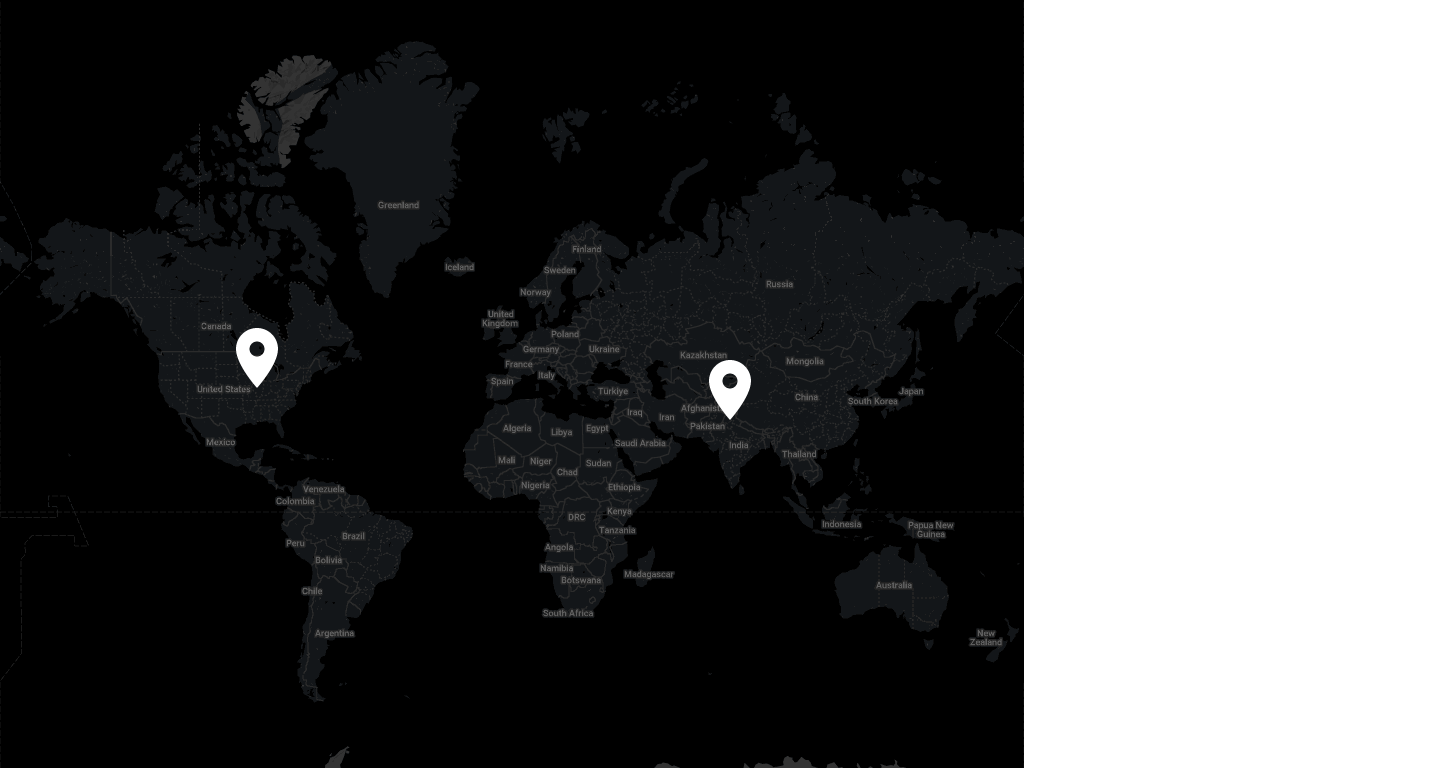 Greenland
Iceland
Finland
Sweden
Norway
Russia
United
Kingdom
Canada
Poland
Germany
Ukraine
Kazakhstan
Mongolia
France
Italy
Spain
United States
Türkiye
China
Japan
South Korea
Afghanist
Iraq
Iran
Pakistan
Algeria
Libya
Egypt
Saudi Arabia
India
Mexico
Thailand
Mali
Niger
Chad
Sudan
Nigeria
Ethiopia
Venezuela
Colombia
Kenya
DRC
Indonesia
Papua New
Guinea
Tanzania
Brazil
Peru
Angola
Bolivia
Namibia
Botswana
Madagascar
Australia
Chile
South Africa
Argentina
New
Zealand